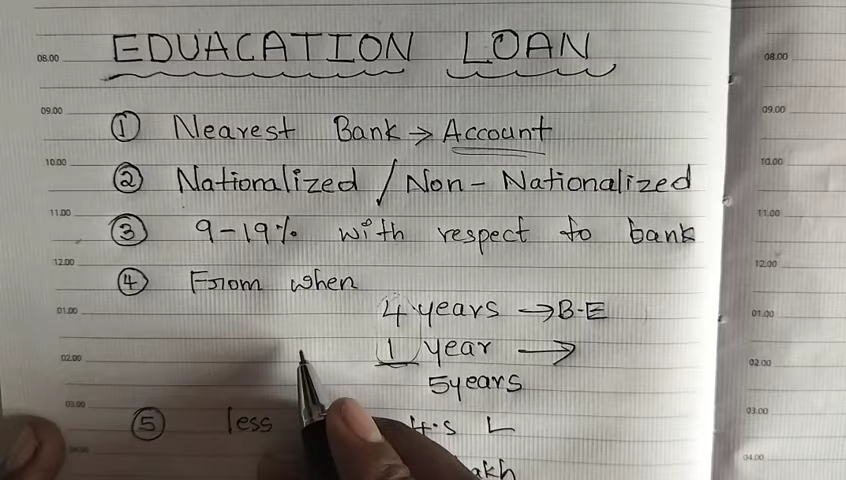 EDUACATION LOAN
08.00
08.00
09.00
① Nearest Bank → Account
09.00
10.00
② Nationalized / Non - Nationalized
10.00
11.00
③ 9-19% with respect to bank
11.00
12.00
④ From when
12.00
01.00
4 years → B-E
01.00
02.00
1 year →
02.00
5years
03.00
⑤ less
03.00
04.00